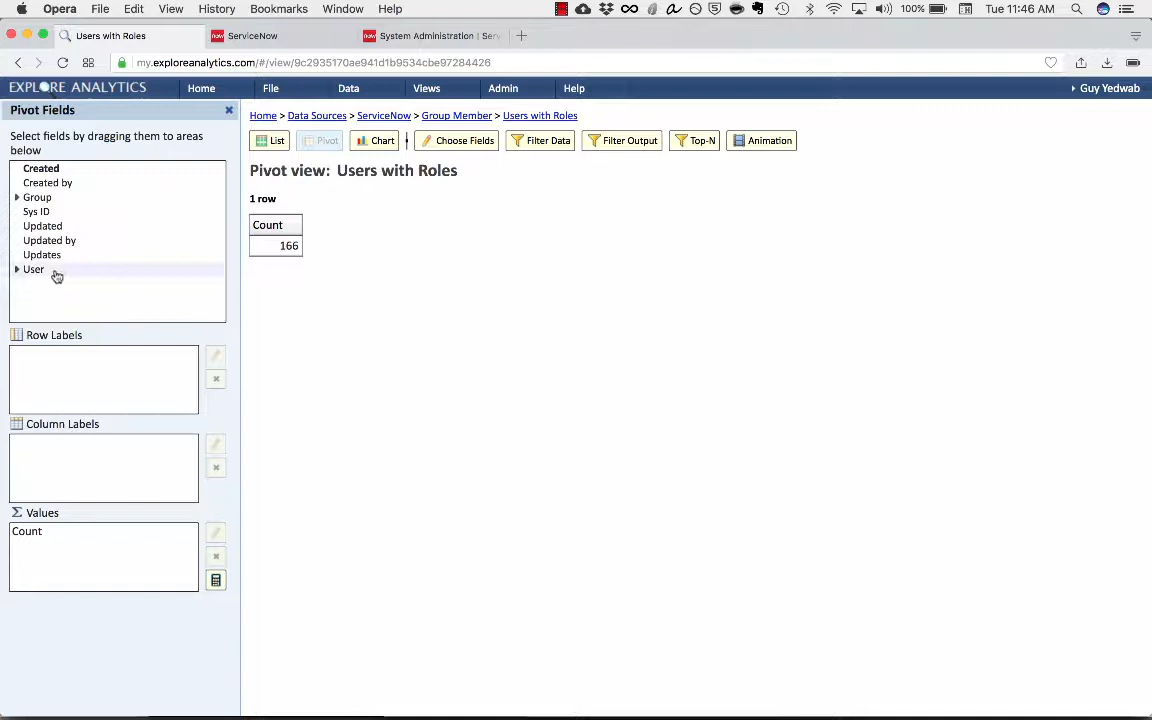 Opera File Edit View History Bookmarks Window Help 100% Tue 11:46 AM
Users with Roles
now ServiceNow
now System Administration | Serv
my.exploreanalytics.com/#/view/9c2935170ae941d1b9534cbe97284426
EXPLORE ANALYTICS Home File Data Views Admin Help Guy Yedwab
Pivot Fields
Select fields by dragging them to areas
below
Created
Created by
Group
Sys ID
Updated
Updated by
Updates
User
Row Labels
Column Labels
Σ Values
Count
Home > Data Sources > ServiceNow > Group Member > Users with Roles
List Pivot Chart Choose Fields Filter Data Filter Output Top-N Animation
Pivot view: Users with Roles
1 row
Count
166